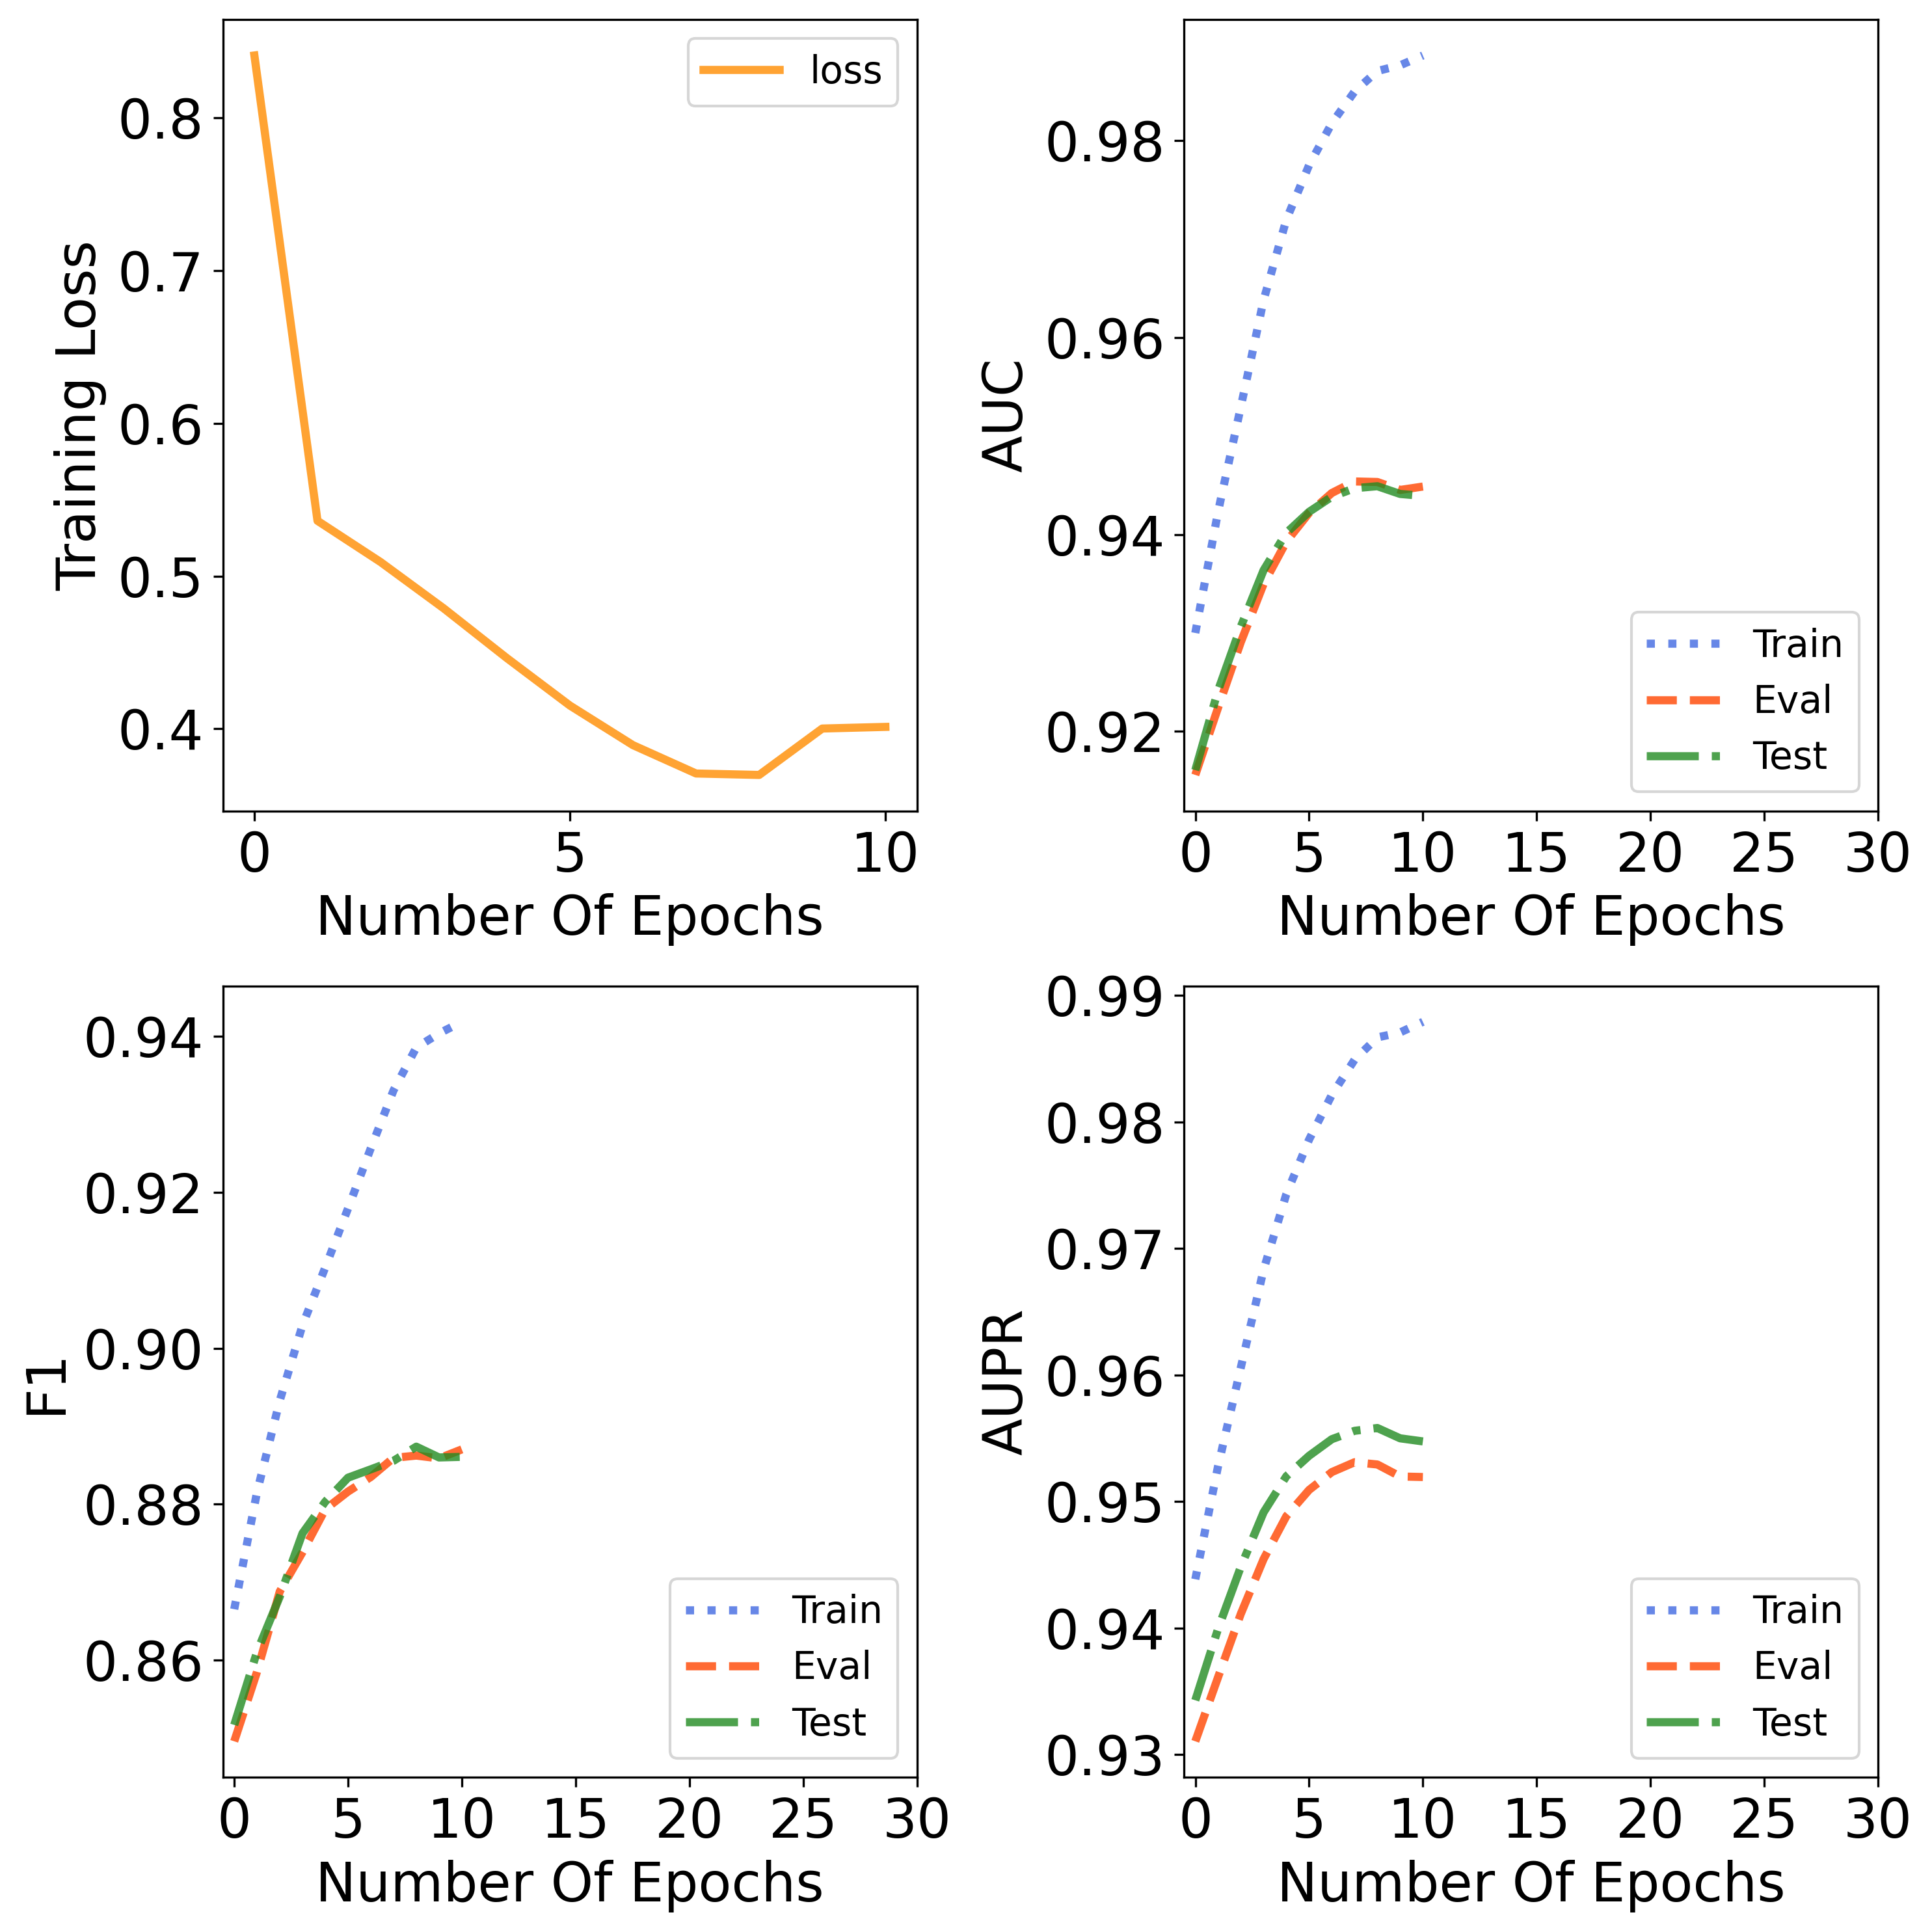 loss
0.8
0.7
0.6
0.5
0.4
Training Loss
0
5
10
Number Of Epochs
0.98
0.96
0.94
0.92
AUC
Train
Eval
Test
0
5
10
15
20
25
30
Number Of Epochs
0.94
0.92
0.90
0.88
0.86
F1
Train
Eval
Test
0
5
10
15
20
25
30
Number Of Epochs
0.99
0.98
0.97
0.96
0.95
0.94
0.93
AUPR
Train
Eval
Test
0
5
10
15
20
25
30
Number Of Epochs